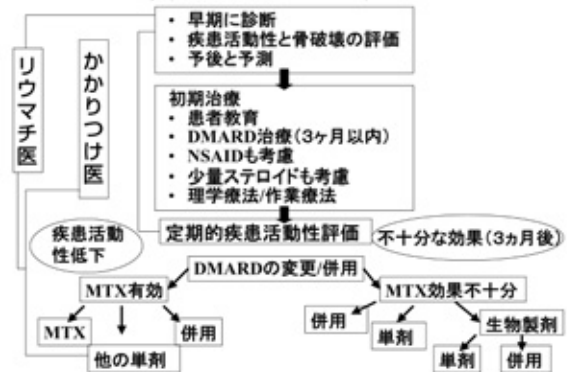 ・ 早期に診断
・ 疾患活動性と骨破壊の評価
・ 予後と予測
リウマチ医
かかりつけ医
初期治療
・ 患者教育
・ DMARD治療(3ヶ月以内)
・ NSAIDも考慮
・ 少量ステロイドも考慮
・ 理学療法/作業療法
疾患活動
性低下
定期的疾患活動性評価
不十分な効果(3ヵ月後)
DMARDの変更/併用
MTX有効
MTX効果不十分
MTX
併用
他の単剤
併用
単剤
生物製剤
単剤
併用